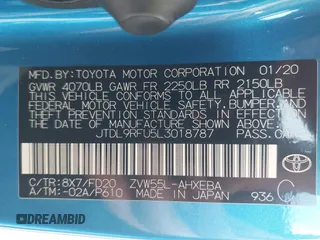 MFD.BY:TOYOTA MOTOR CORPORATION 01/20
GVWR 4070LB GAWR FR 2250LB RR 2150LB
THIS VEHICLE CONFORMS TO ALL APPLICABLE
FEDERAL MOTOR VEHICLE SAFETY, BUMPER, AND
THEFT PREVENTION STANDARDS IN EFFECT ON
THE DATE OF MANUFACTURE SHOWN ABOVE.
JTDL9RFU5L3018787 PASS.CAR
C/TR:8X7/FD20 ZVW55L-AHXEBA
A/TM:-02A/P610 MADE IN JAPAN 936
TOYOTA
DREAMBID